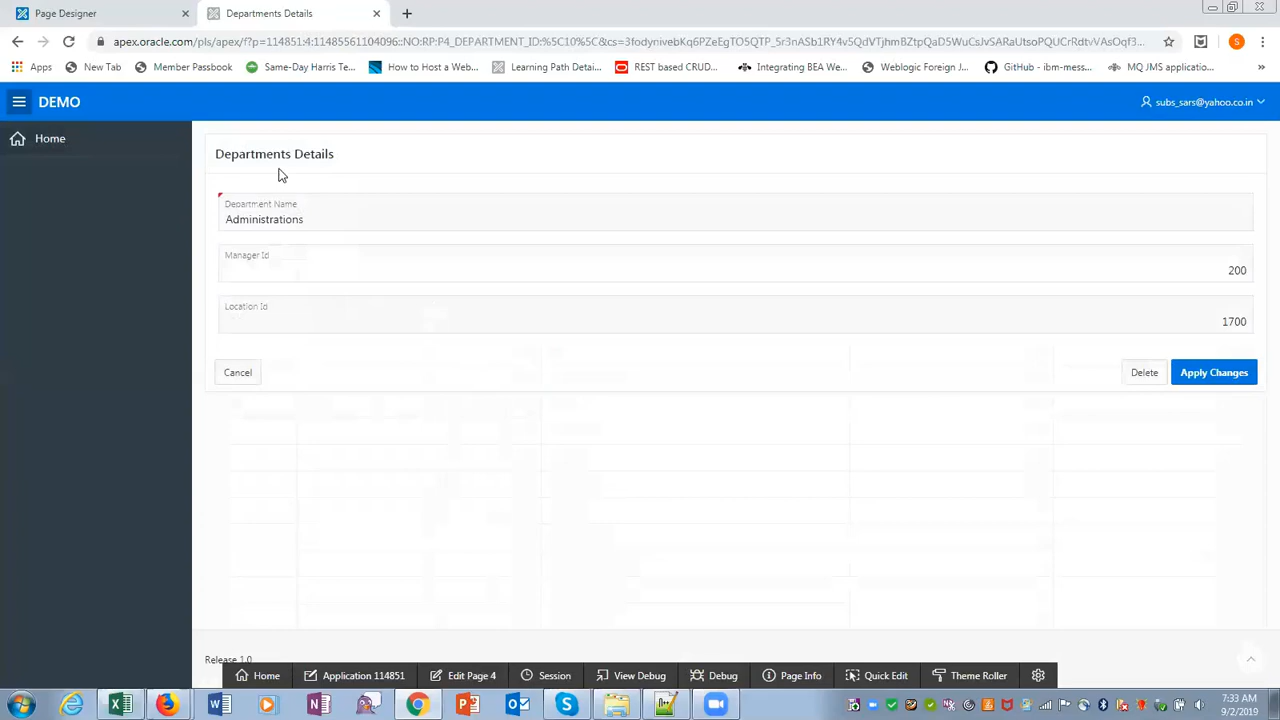 Page Designer
Departments Details
apex.oracle.com/pls/apex/f?p=114851:4:11485561104096::NO:RP:P4_DEPARTMENT_ID:%5C10%5C&cs=
Apps
New Tab
Member Passbook
Same-Day Harris Te...
How to Host a Web...
Learning Path Detai...
REST based CRUD...
Integrating BEA We...
Weblogic Foreign J...
GitHub - ibm-mess...
MQ JMS applicatio...
»
DEMO
subs_sars@yahoo.co.in
Home
Departments Details
Department Name
Administrations
Manager Id
200
Location Id
1700
Cancel
Delete
Apply Changes
Release 1.0
Home
Application 114851
Edit Page 4
Session
View Debug
Debug
Page Info
Quick Edit
Theme Roller
7:33 AM
9/2/2019